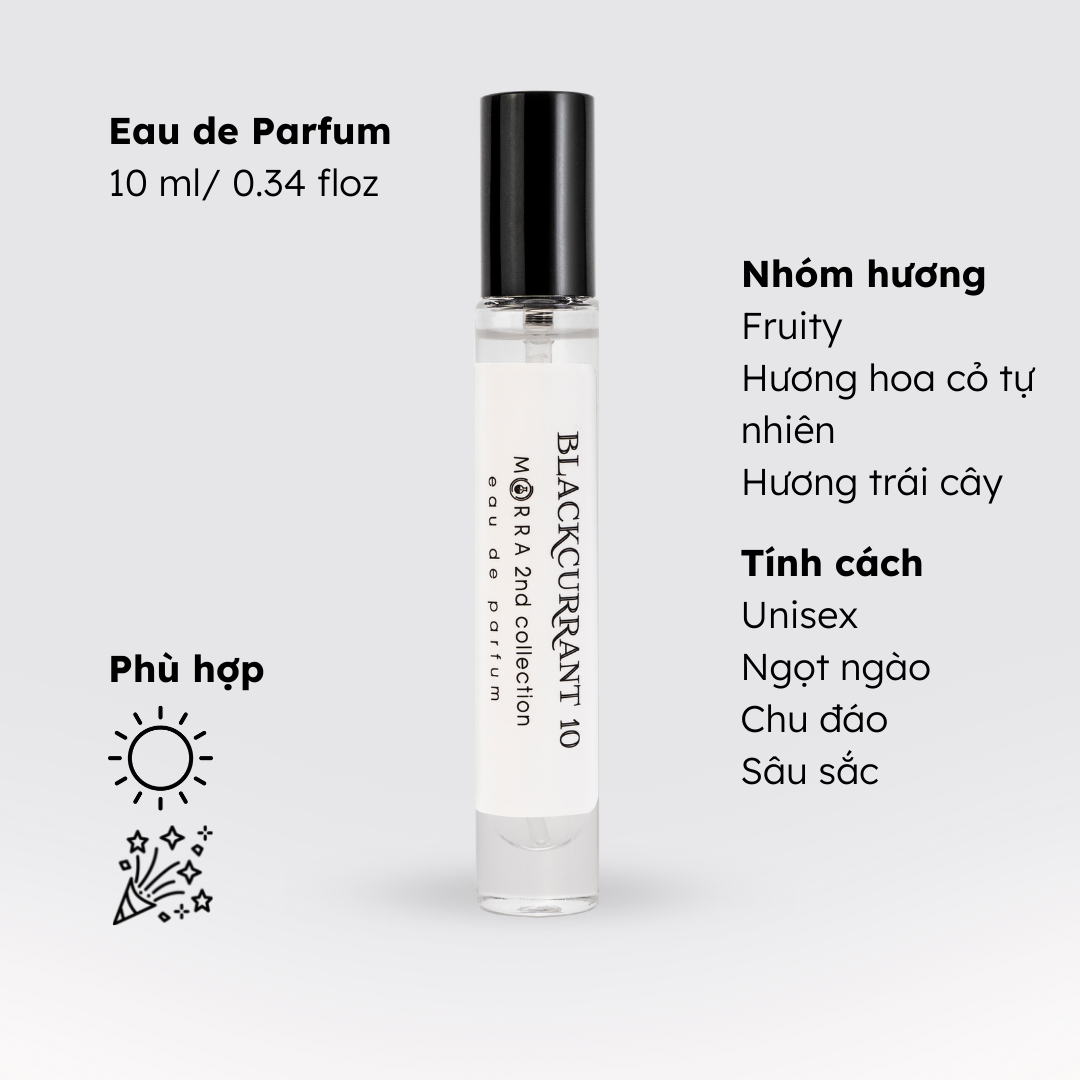 Eau de Parfum
10 ml/ 0.34 floz
Nhóm hương
Fruity
Hương hoa cỏ tự
nhiên
Hương trái cây
Tính cách
Unisex
Ngọt ngào
Chu đáo
Sâu sắc
Phù hợp
BLACKCURRANT 10
MORRA 2nd collection
eau de parfum